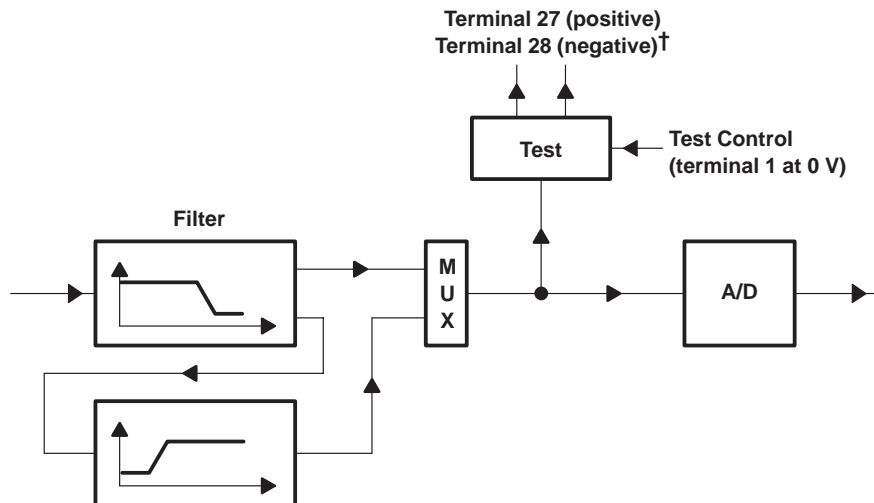 Terminal 27 (positive)
Terminal 28 (negative)†
Test
Test Control
(terminal 1 at 0 V)
Filter
M
U
X
A/D